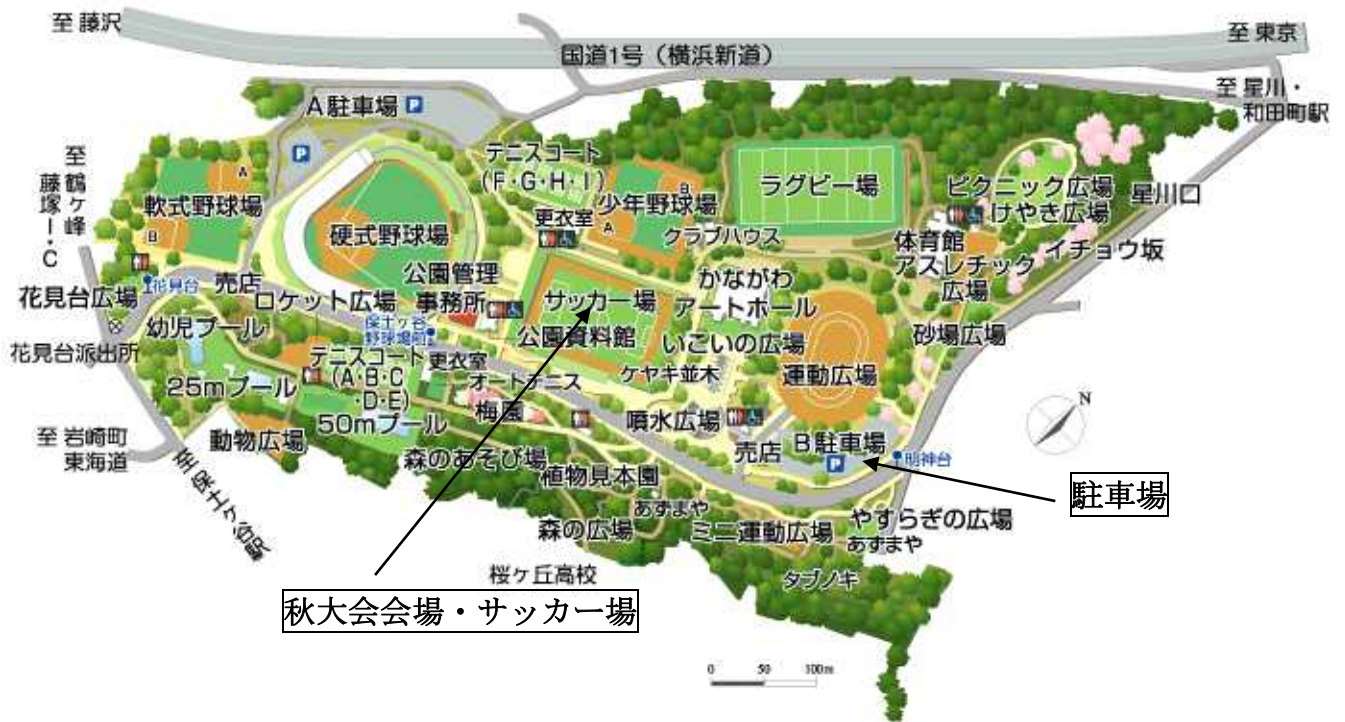 至 藤沢
国道1号（横浜新道）
至 東京
至 星川・
和田町駅
A駐車場 P
P
至鶴ヶ峰
藤塚I・C
テニスコート
（F・G・H・I）
A
軟式野球場
B
硬式野球場
更衣室
B
少年野球場
A
クラブハウス
ラグビー場
ピクニック広場
けやき広場
星川口
体育館
アスレチック
広場
イチョウ坂
花見台
花見台広場
売店
ロケット広場
公園管理
事務所
サッカー場
公園資料館
かながわ
アートホール
いこいの広場
運動広場
砂場広場
保土ヶ谷
野球場前
花見台派出所
幼児プール
25mプール
テニスコート
（A・B・C
・D・E）
50mプール
更衣室
オートテニス
梅園
ケヤキ並木
噴水広場
N
至 岩崎町
東海道
動物広場
至保土ヶ谷駅
森のあそび場
植物見本園
売店
B駐車場
P
明神台
駐車場
あずまや
森の広場
ミニ運動広場
やすらぎの広場
あずまや
桜ヶ丘高校
タブノキ
秋大会会場・サッカー場
0 50 100m